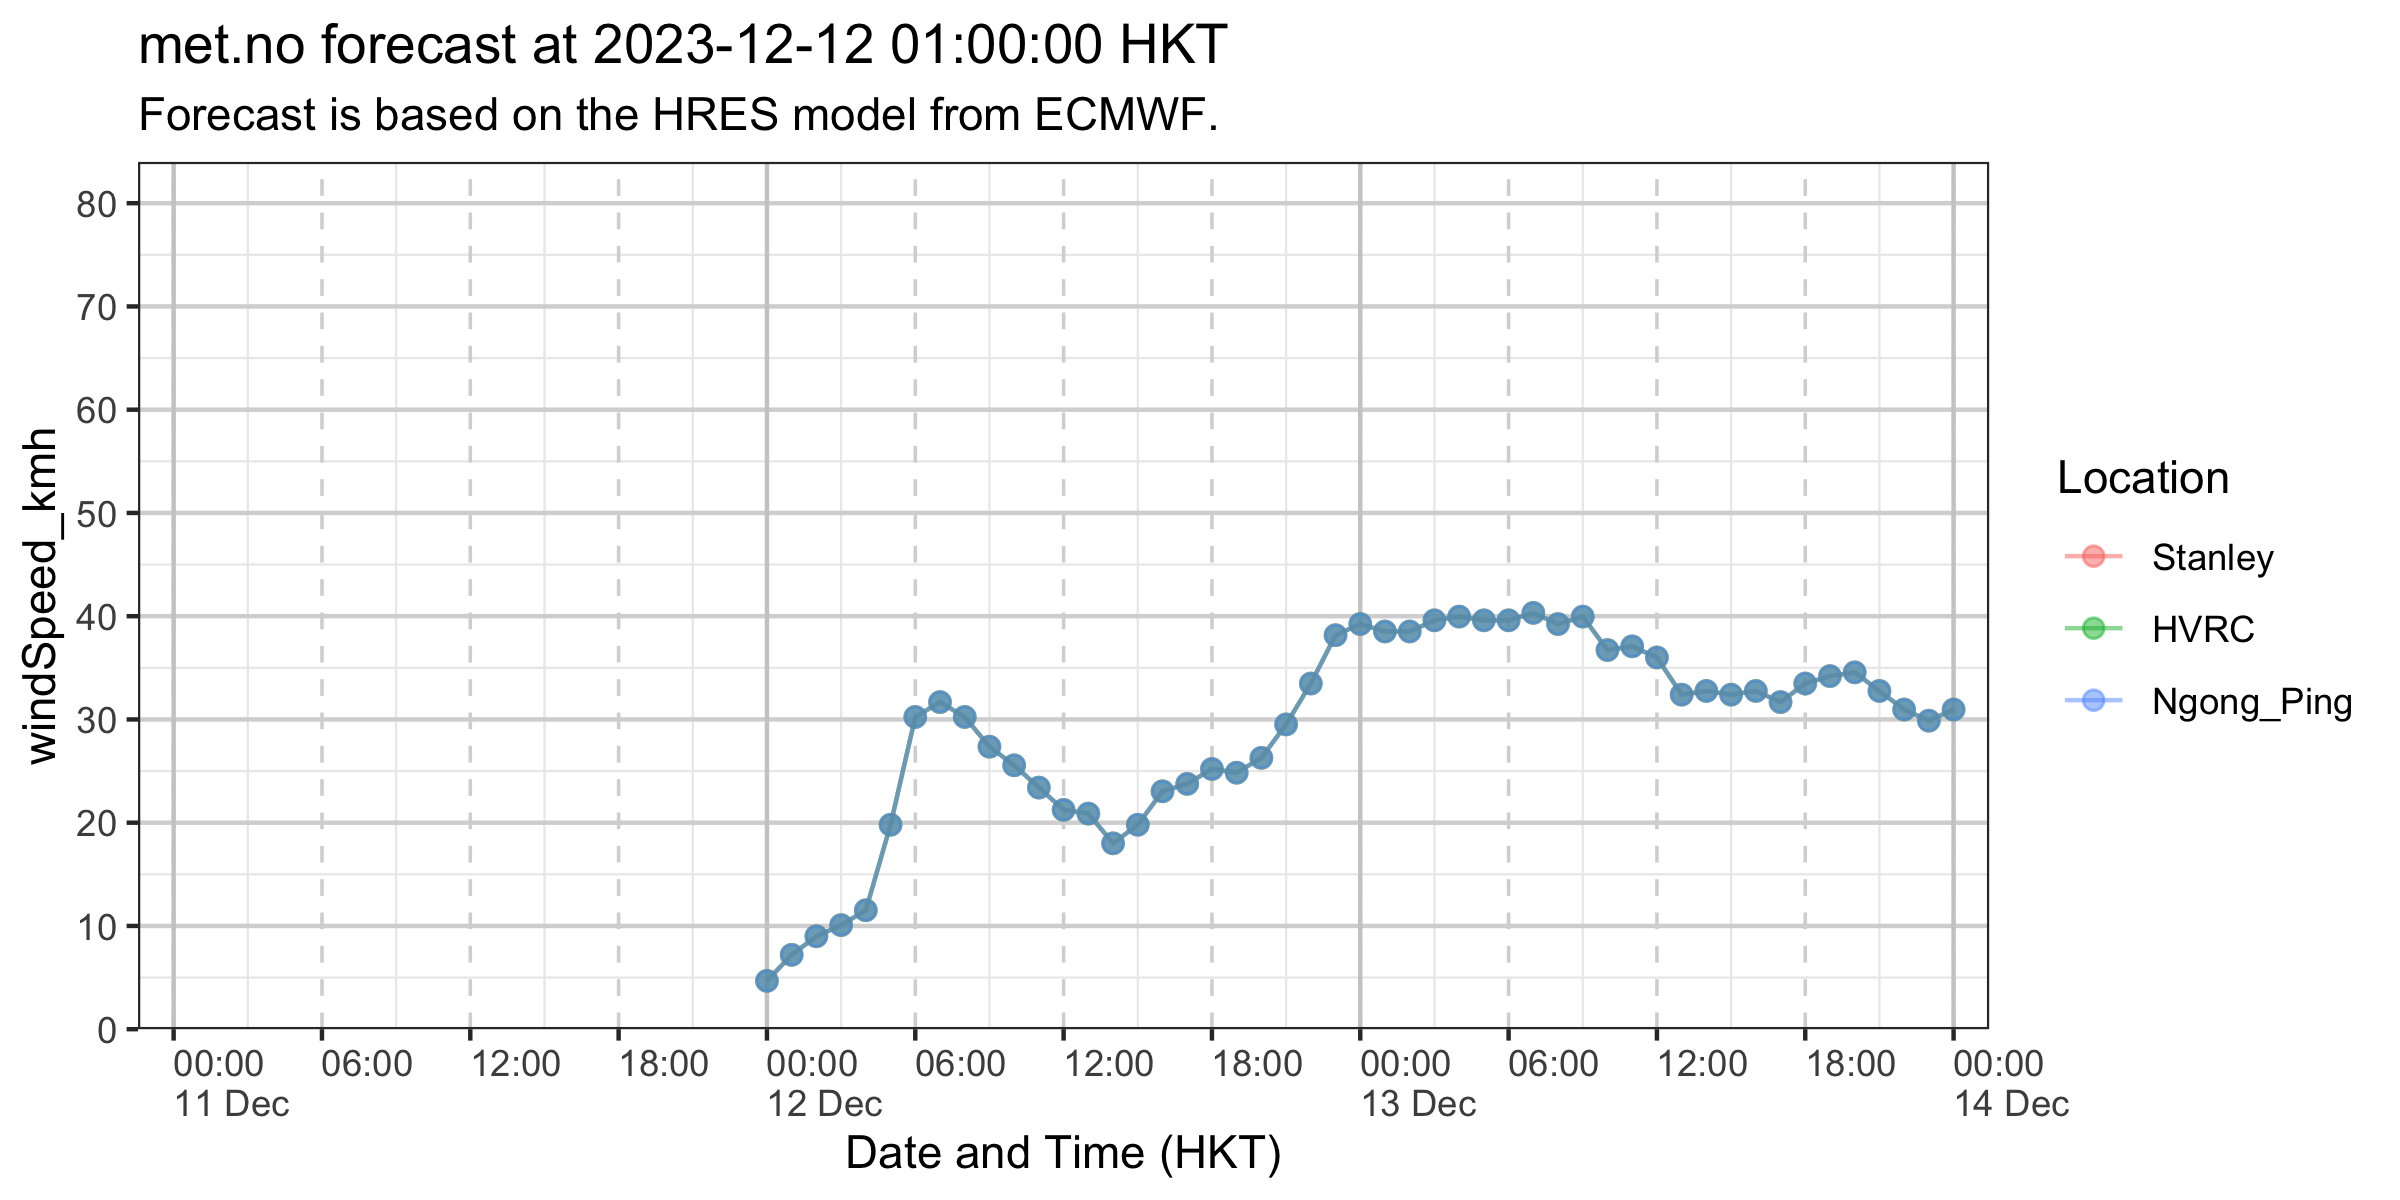 met.no forecast at 2023-12-12 01:00:00 HKT
Forecast is based on the HRES model from ECMWF.
windSpeed_kmh
80
70
60
50
40
30
20
10
0
00:00 06:00 12:00 18:00 00:00 06:00 12:00 18:00 00:00 06:00 12:00 18:00 00:00
11 Dec 12 Dec 13 Dec 14 Dec
Date and Time (HKT)
Location
Stanley
HVRC
Ngong_Ping